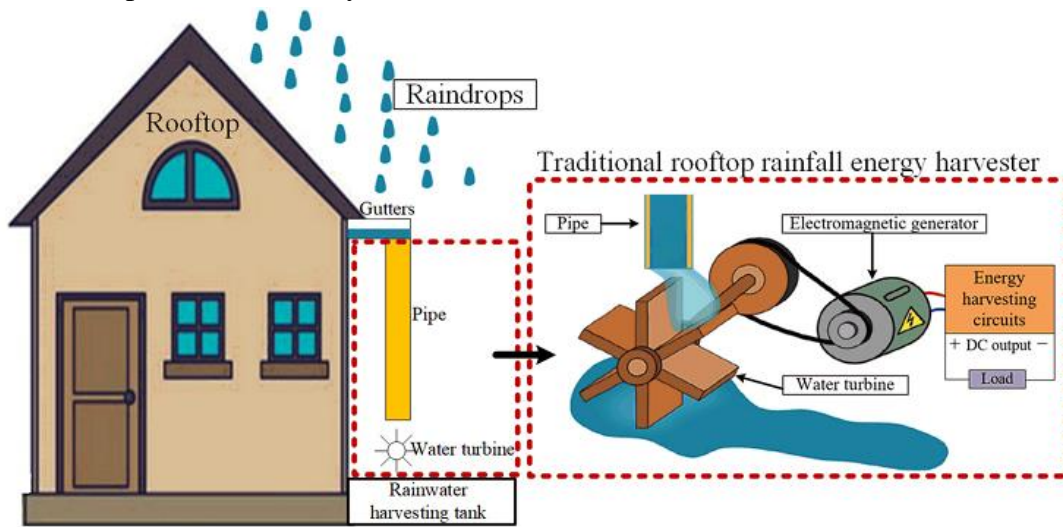 Raindrops
Rooftop
Traditional rooftop rainfall energy harvester
Gutters
Pipe
Electromagnetic generator
Pipe
Energy
harvesting
circuits
+ DC output −
Load
Water turbine
Water turbine
Rainwater
harvesting tank